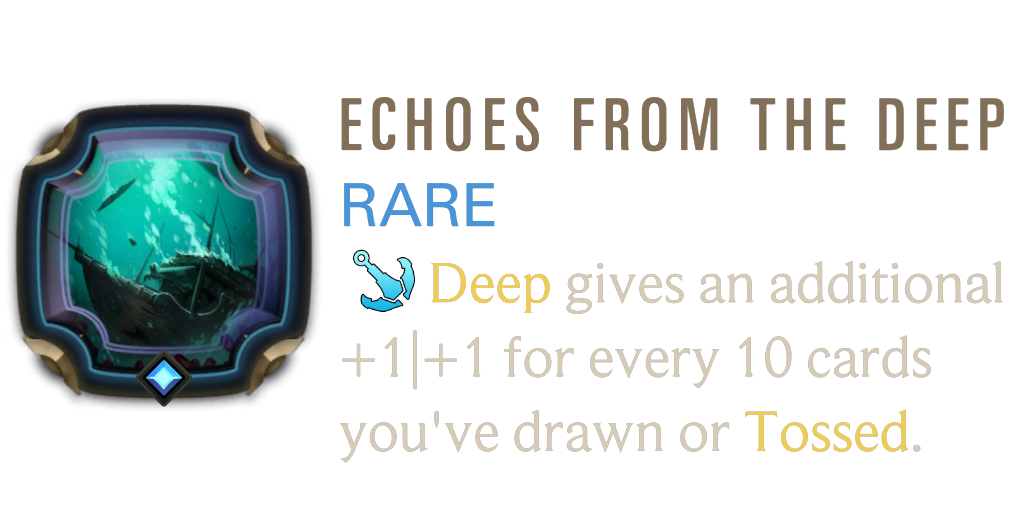 ECHOES FROM THE DEEP
RARE
Deep gives an additional
+1|+1 for every 10 cards
you've drawn or Tossed.